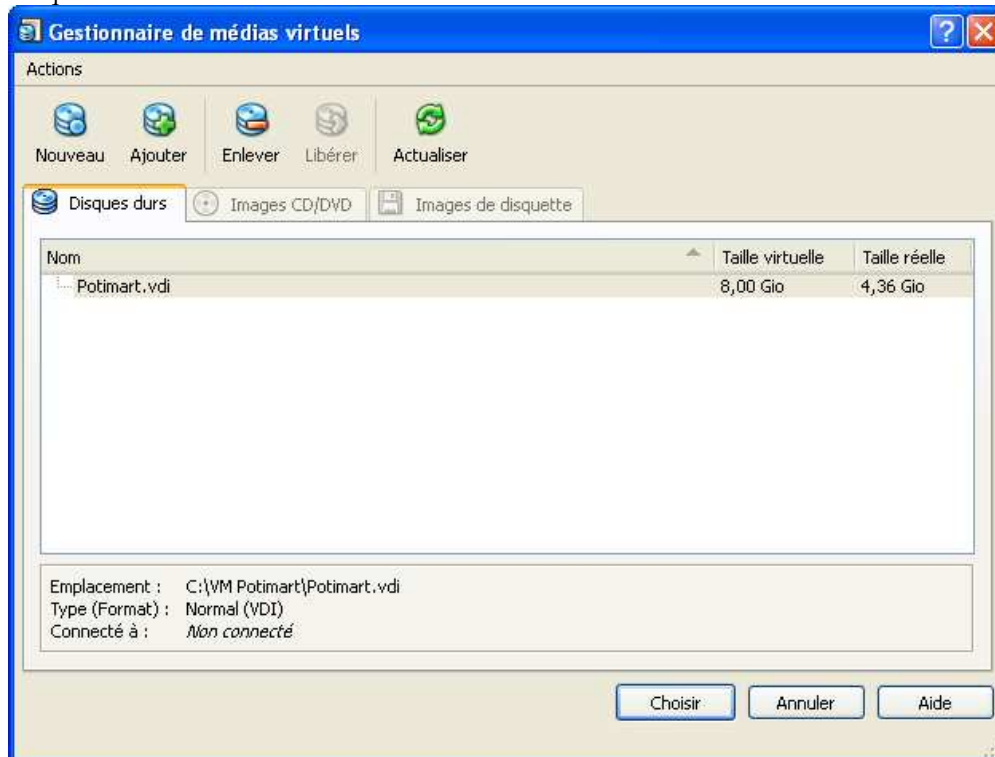 Gestionnaire de médias virtuels
Actions
Nouveau Ajouter Enlever Libérer Actualiser
Disques durs Images CD/DVD Images de disquette
Nom Taille virtuelle Taille réelle
Potimart.vdi 8,00 Gio 4,36 Gio
Emplacement : C:\VM Potimart\Potimart.vdi
Type (Format) : Normal (VDI)
Connecté à : Non connecté
Choisir Annuler Aide